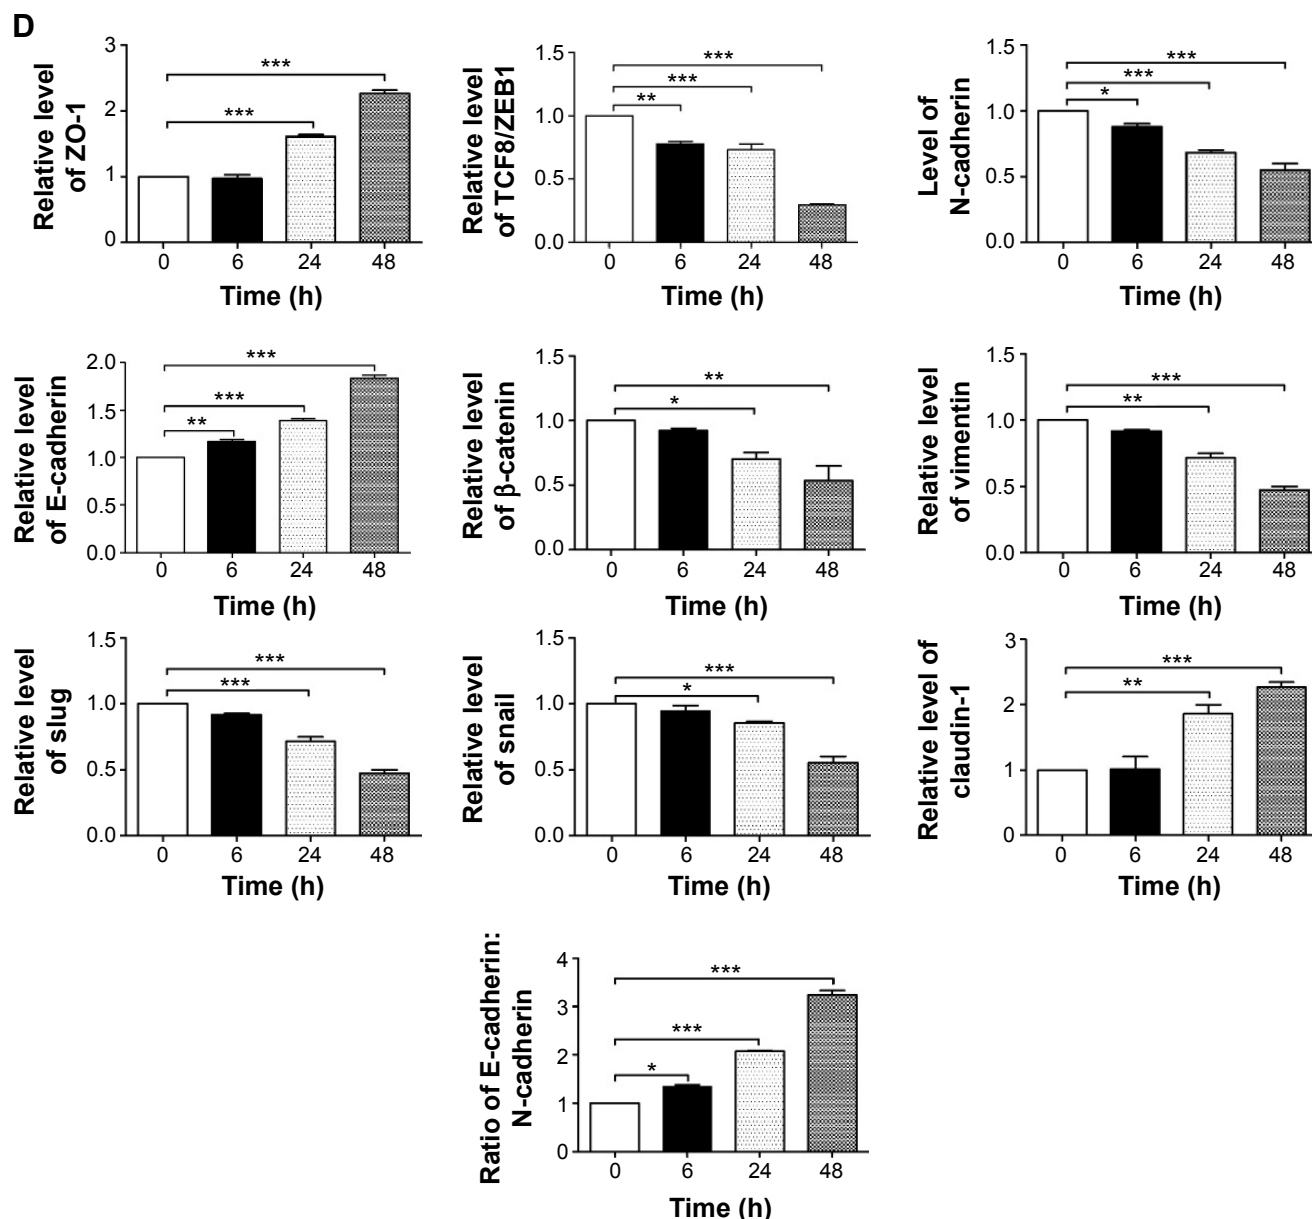 D
Relative level
of ZO-1
3
2
1
0
***
***
0 6 24 48
Time (h)
Relative level
of TCF8/ZEB1
1.5
1.0
0.5
0.0
***
***
**
0 6 24 48
Time (h)
Level of
N-cadherin
1.5
1.0
0.5
0.0
***
***
*
0 6 24 48
Time (h)
Relative level
of E-cadherin
2.0
1.5
1.0
0.5
0.0
***
***
**
0 6 24 48
Time (h)
Relative level
of β-catenin
1.5
1.0
0.5
0.0
**
*
0 6 24 48
Time (h)
Relative level
of vimentin
1.5
1.0
0.5
0.0
***
**
0 6 24 48
Time (h)
Relative level
of slug
1.5
1.0
0.5
0.0
***
***
0 6 24 48
Time (h)
Relative level
of snail
1.5
1.0
0.5
0.0
***
*
0 6 24 48
Time (h)
Relative level of
claudin-1
3
2
1
0
***
**
0 6 24 48
Time (h)
Ratio of E-cadherin:
N-cadherin
4
3
2
1
0
***
***
*
0 6 24 48
Time (h)